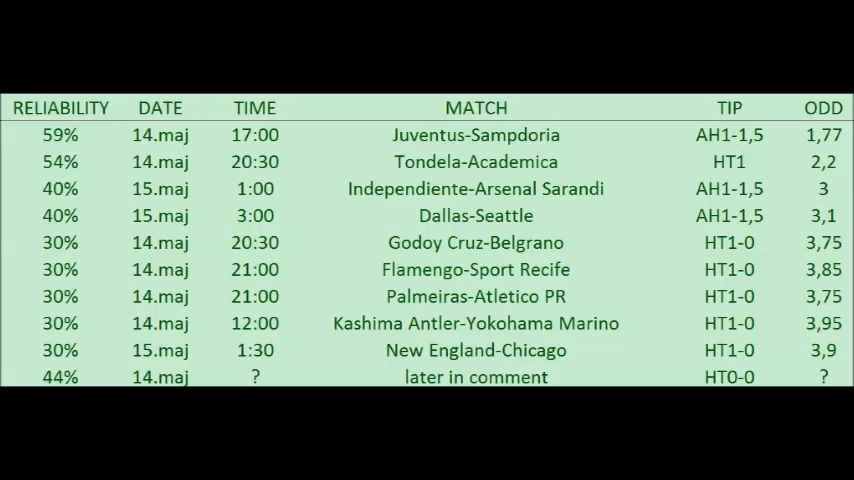 RELIABILITY DATE TIME MATCH TIP ODD
59% 14.maj 17:00 Juventus-Sampdoria AH1-1,5 1,77
54% 14.maj 20:30 Tondela-Academica HT1 2,2
40% 15.maj 1:00 Independiente-Arsenal Sarandi AH1-1,5 3
40% 15.maj 3:00 Dallas-Seattle AH1-1,5 3,1
30% 14.maj 20:30 Godoy Cruz-Belgrano HT1-0 3,75
30% 14.maj 21:00 Flamengo-Sport Recife HT1-0 3,85
30% 14.maj 21:00 Palmeiras-Atletico PR HT1-0 3,75
30% 14.maj 12:00 Kashima Antler-Yokohama Marino HT1-0 3,95
30% 15.maj 1:30 New England-Chicago HT1-0 3,9
44% 14.maj ? later in comment HT0-0 ?